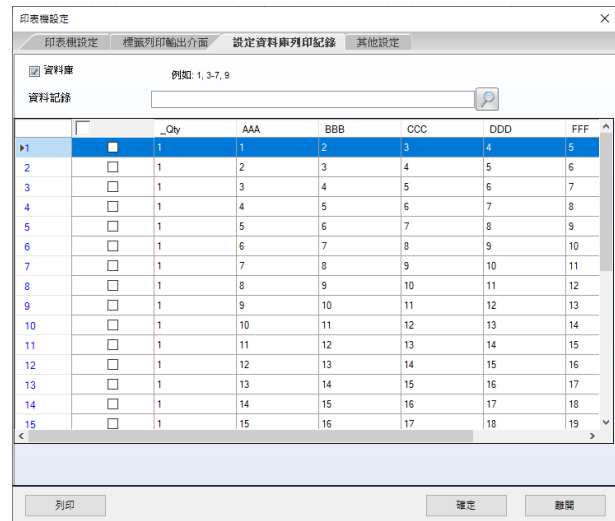 印表機設定
印表機設定 標籤列印輸出介面 設定資料庫列印紀錄 其他設定
資料庫 例如: 1, 3-7, 9
資料記錄
_Qty AAA BBB CCC DDD FFF
1 1 1 2 3 4 5
2 1 2 3 4 5 6
3 1 3 4 5 6 7
4 1 4 5 6 7 8
5 1 5 6 7 8 9
6 1 6 7 8 9 10
7 1 7 8 9 10 11
8 1 8 9 10 11 12
9 1 9 10 11 12 13
10 1 10 11 12 13 14
11 1 11 12 13 14 15
12 1 12 13 14 15 16
13 1 13 14 15 16 17
14 1 14 15 16 17 18
15 1 15 16 17 18 19
列印 確定 離開